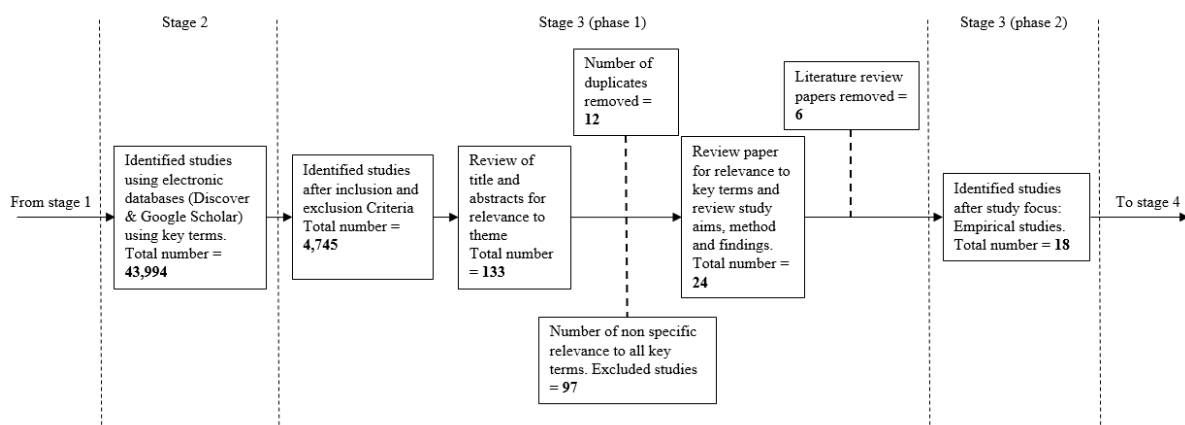 Stage 2
Stage 3 (phase 1)
Stage 3 (phase 2)
From stage 1
Identified studies
using electronic
databases (Discover
& Google Scholar)
using key terms.
Total number =
43,994
Identified studies
after inclusion and
exclusion Criteria
Total number =
4,745
Review of
title and
abstracts for
relevance to
theme
Total number
= 133
Number of
duplicates
removed =
12
Number of non specific
relevance to all key
terms. Excluded studies
= 97
Review paper
for relevance to
key terms and
review study
aims, method
and findings.
Total number =
24
Literature review
papers removed =
6
Identified studies
after study focus:
Empirical studies.
Total number = 18
To stage 4